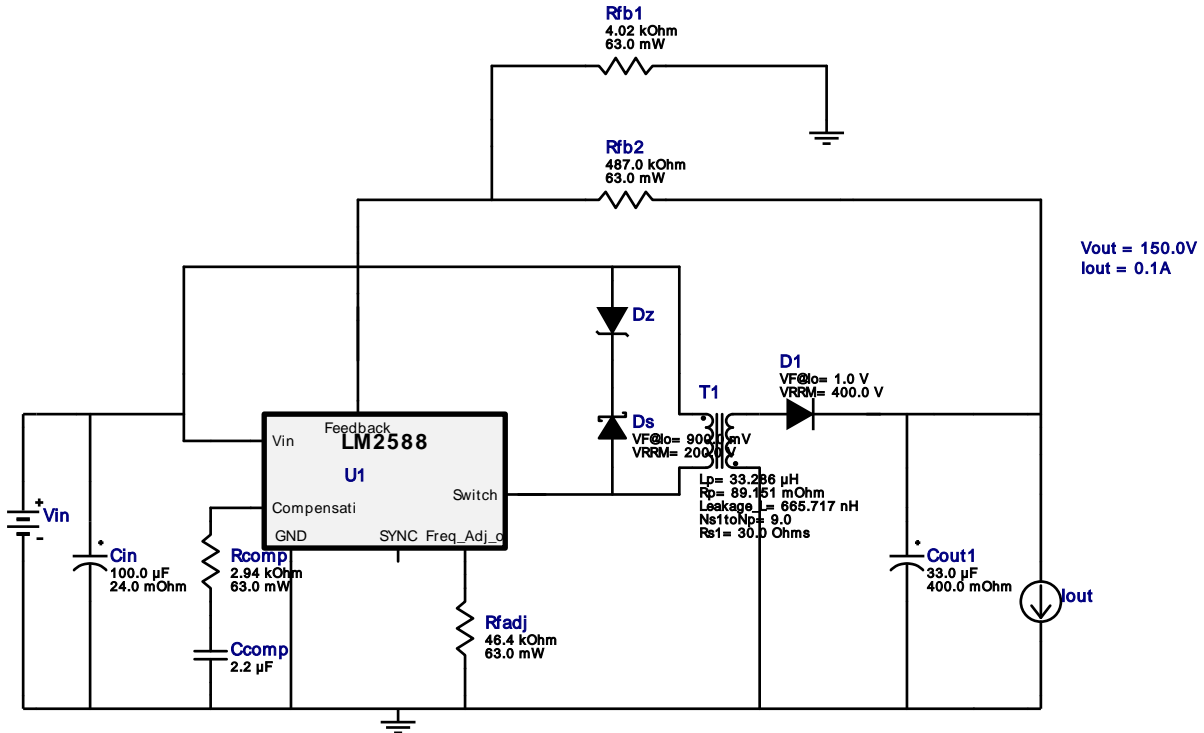 Rfb1
4.02 kOhm
63.0 mW
Rfb2
487.0 kOhm
63.0 mW
Vout = 150.0V
Iout = 0.1A
Dz
D1
VF@Io= 1.0 V
VRRM= 400.0 V
T1
Ds
VF@Io= 900.0 mV
VRRM= 200.0 V
Feedback
Vin
LM2588
U1
Switch
Compensati
GND
SYNC
Freq_Adj_o
Lp= 33.286 µH
Rp= 89.151 mOhm
Leakage_L= 665.717 nH
Ns1toNp= 9.0
Rs1= 30.0 Ohms
+
Vin
-
+
Cin
100.0 µF
24.0 mOhm
Rcomp
2.94 kOhm
63.0 mW
Ccomp
2.2 µF
Rfadj
46.4 kOhm
63.0 mW
+
Cout1
33.0 µF
400.0 mOhm
Iout